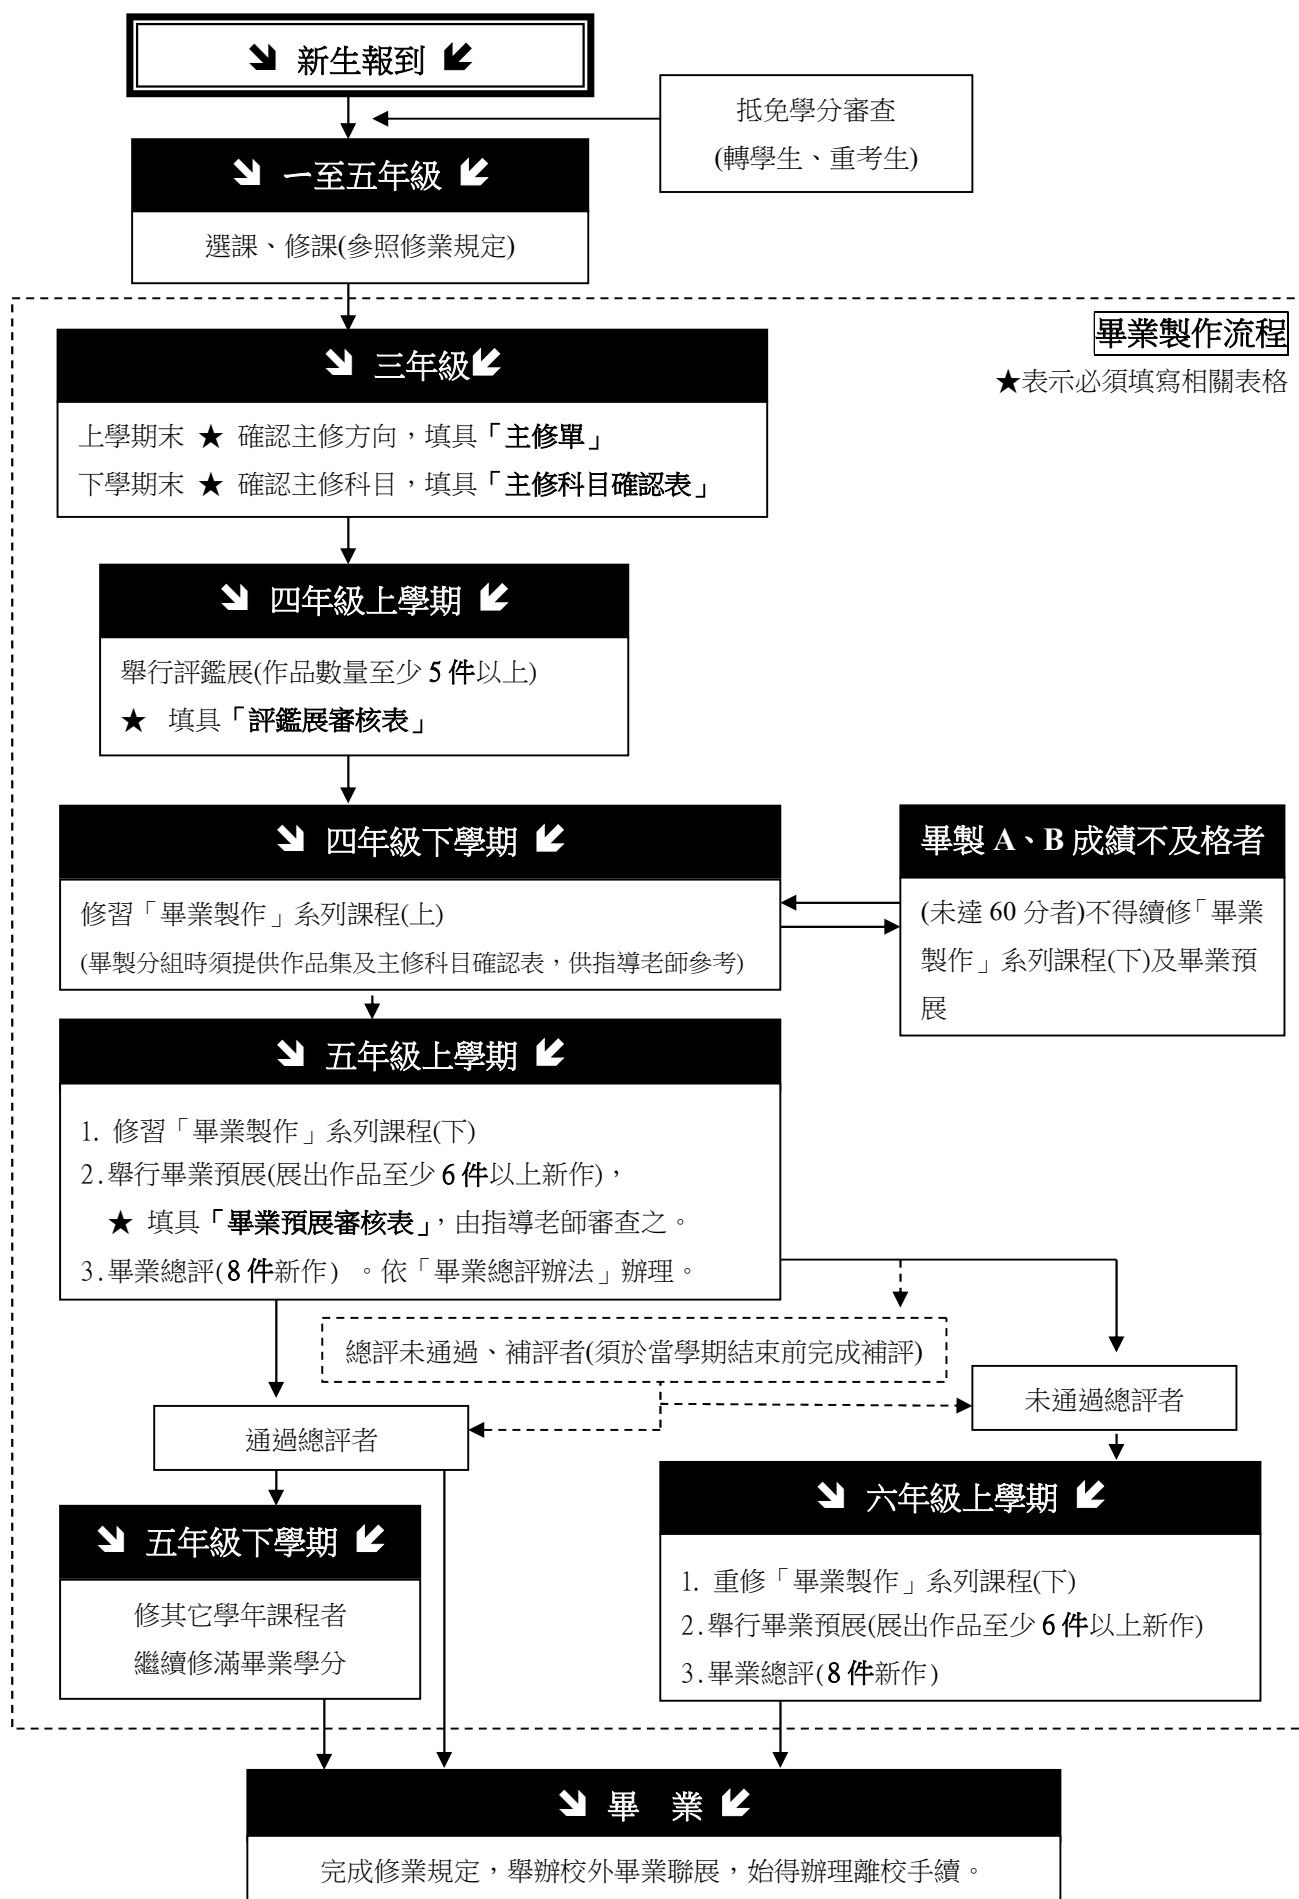 新生報到
抵免學分審查
(轉學生、重考生)
一至五年級
選課、修課(參照修業規定)
畢業製作流程
★表示必須填寫相關表格
三年級
上學期末 ★ 確認主修方向，填具「主修單」
下學期末 ★ 確認主修科目，填具「主修科目確認表」
四年級上學期
舉行評鑑展(作品數量至少 5 件以上)
★ 填具「評鑑展審核表」
四年級下學期
修習「畢業製作」系列課程(上)
(畢製分組時須提供作品集及主修科目確認表，供指導老師參考)
畢製 A、B 成績不及格者
(未達 60 分者)不得續修「畢業
製作」系列課程(下)及畢業預
展
五年級上學期
1. 修習「畢業製作」系列課程(下)
2.舉行畢業預展(展出作品至少 6 件以上新作)，
★ 填具「畢業預展審核表」，由指導老師審查之。
3.畢業總評(8 件新作) 。依「畢業總評辦法」辦理。
總評未通過、補評者(須於當學期結束前完成補評)
未通過總評者
通過總評者
六年級上學期
1. 重修「畢業製作」系列課程(下)
2.舉行畢業預展(展出作品至少 6 件以上新作)
3.畢業總評(8 件新作)
五年級下學期
修其它學年課程者
繼續修滿畢業學分
畢 業
完成修業規定，舉辦校外畢業聯展，始得辦理離校手續。